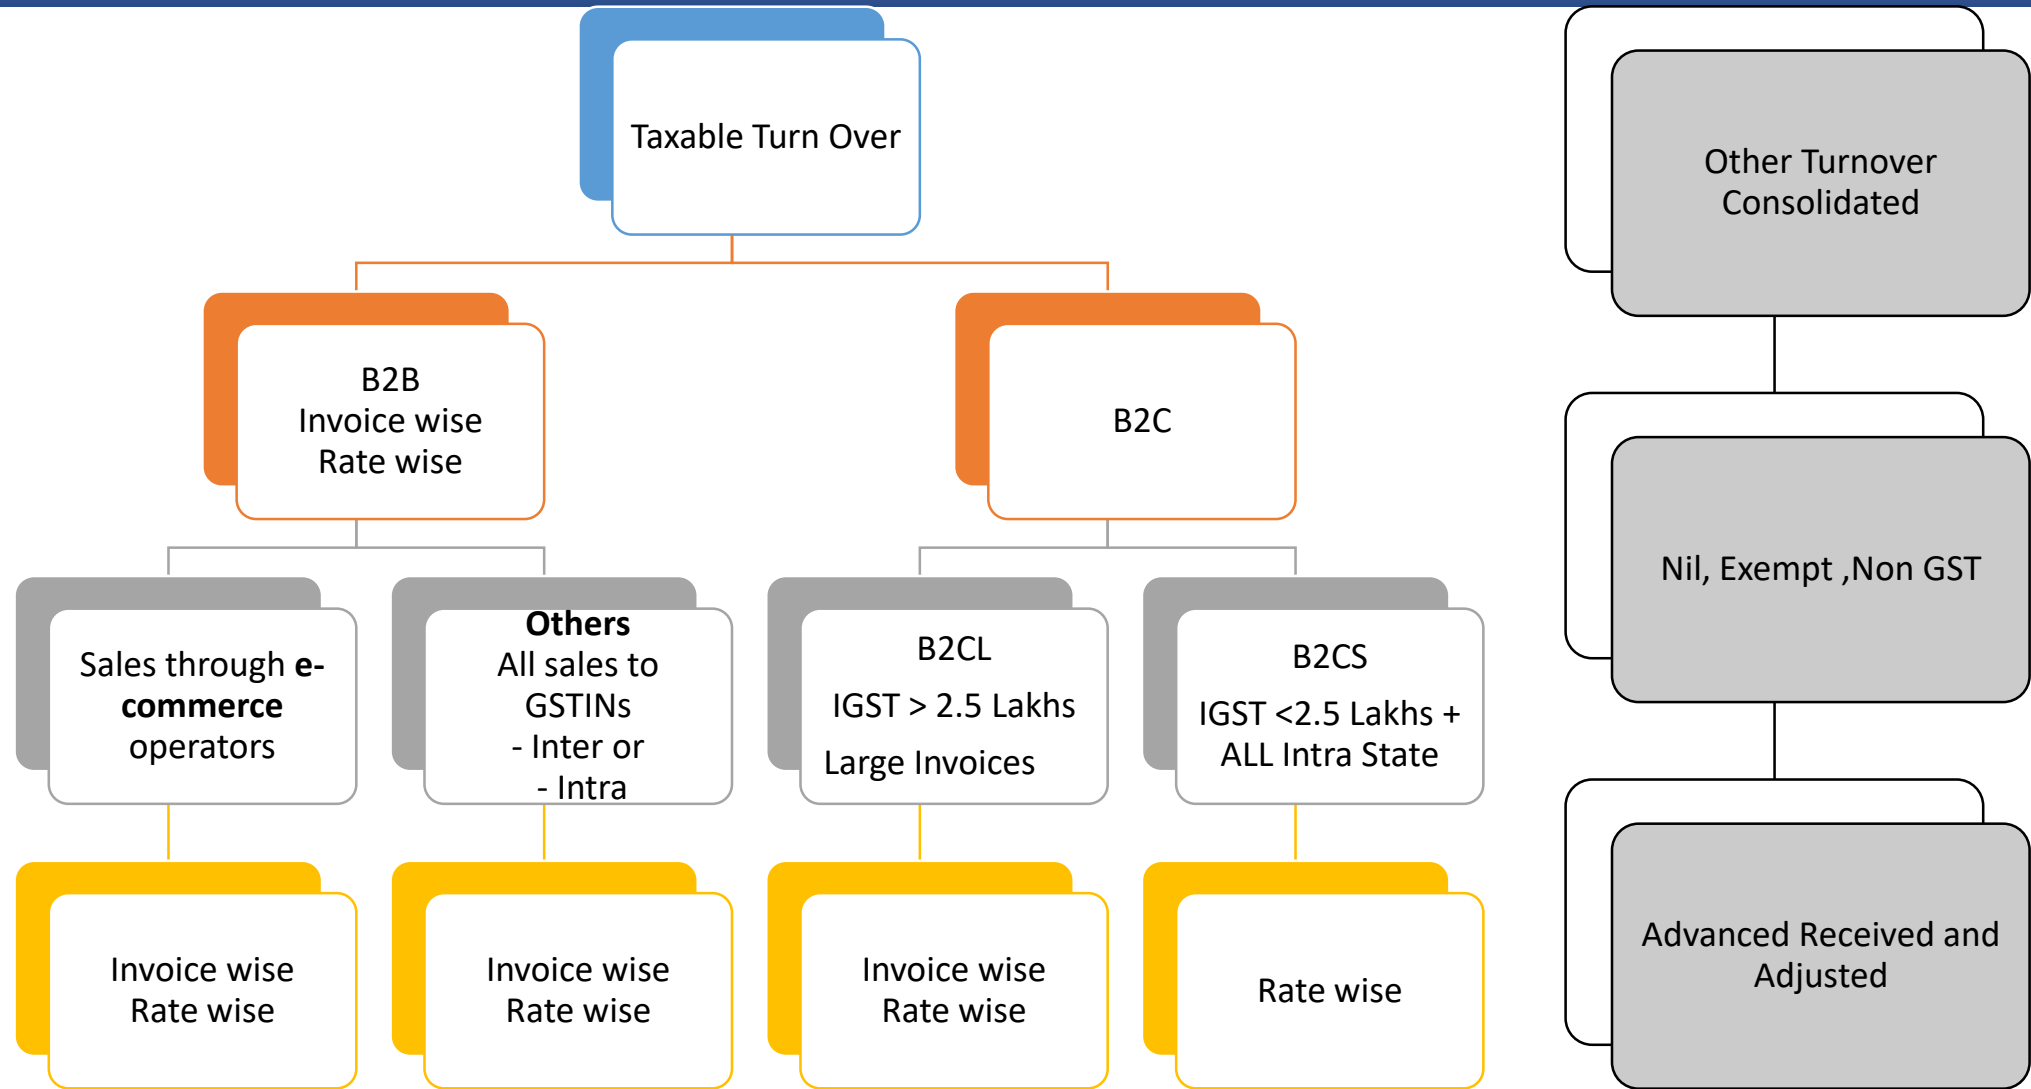 Taxable Turn Over
B2B
Invoice wise
Rate wise
B2C
Sales through e-
commerce
operators
Others
All sales to
GSTINs
- Inter or
- Intra
B2CL
IGST > 2.5 Lakhs
Large Invoices
B2CS
IGST <2.5 Lakhs +
ALL Intra State
Invoice wise
Rate wise
Invoice wise
Rate wise
Invoice wise
Rate wise
Rate wise
Other Turnover
Consolidated
Nil, Exempt ,Non GST
Advanced Received and
Adjusted